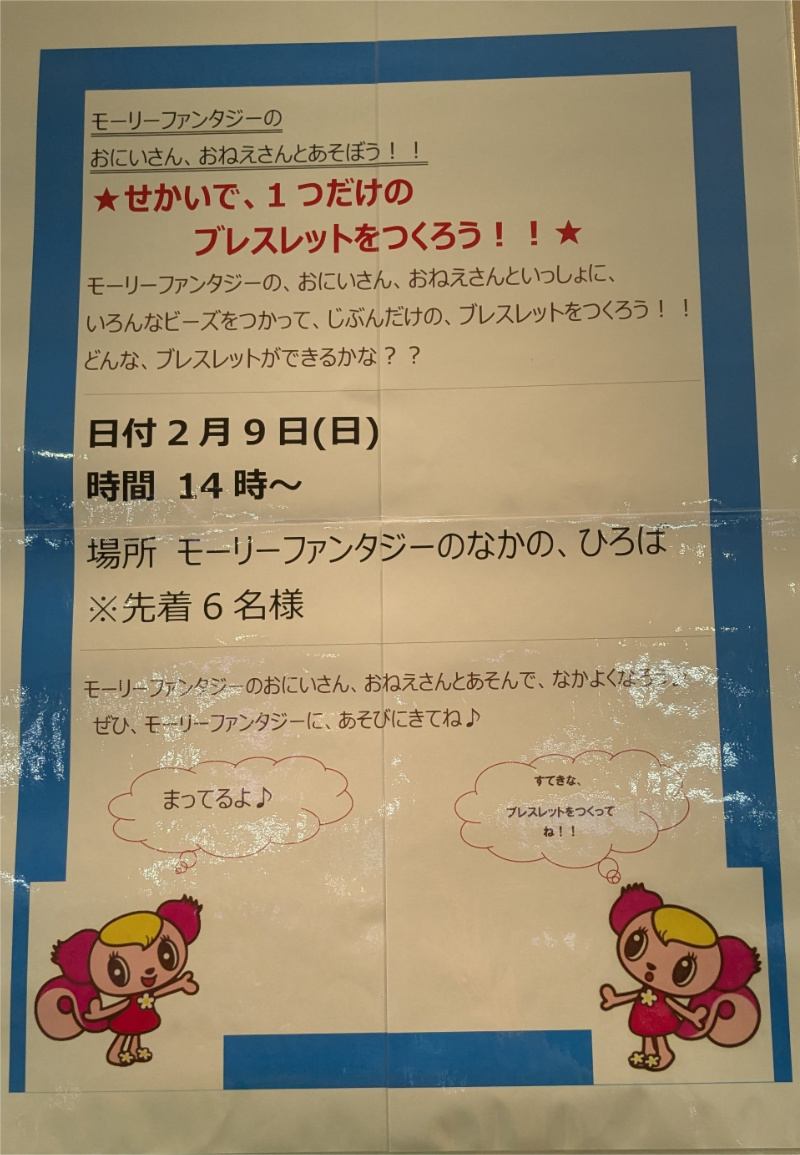 モーリーファンタジーの
おにいさん、おねえさんとあそぼう！！
★せかいで、１つだけの
ブレスレットをつくろう！！★
モーリーファンタジーの、おにいさん、おねえさんといっしょに、
いろんなビーズをつかって、じぶんだけの、ブレスレットをつくろう！！
どんな、ブレスレットができるかな？？
日付２月９日(日)
時間 14時～
場所 モーリーファンタジーのなかの、ひろば
※先着６名様
モーリーファンタジーのおにいさん、おねえさんとあそんで、なかよくなろう
ぜひ、モーリーファンタジーに、あそびにきてね♪
まってるよ♪
すてきな、
ブレスレットをつくって
ね！！